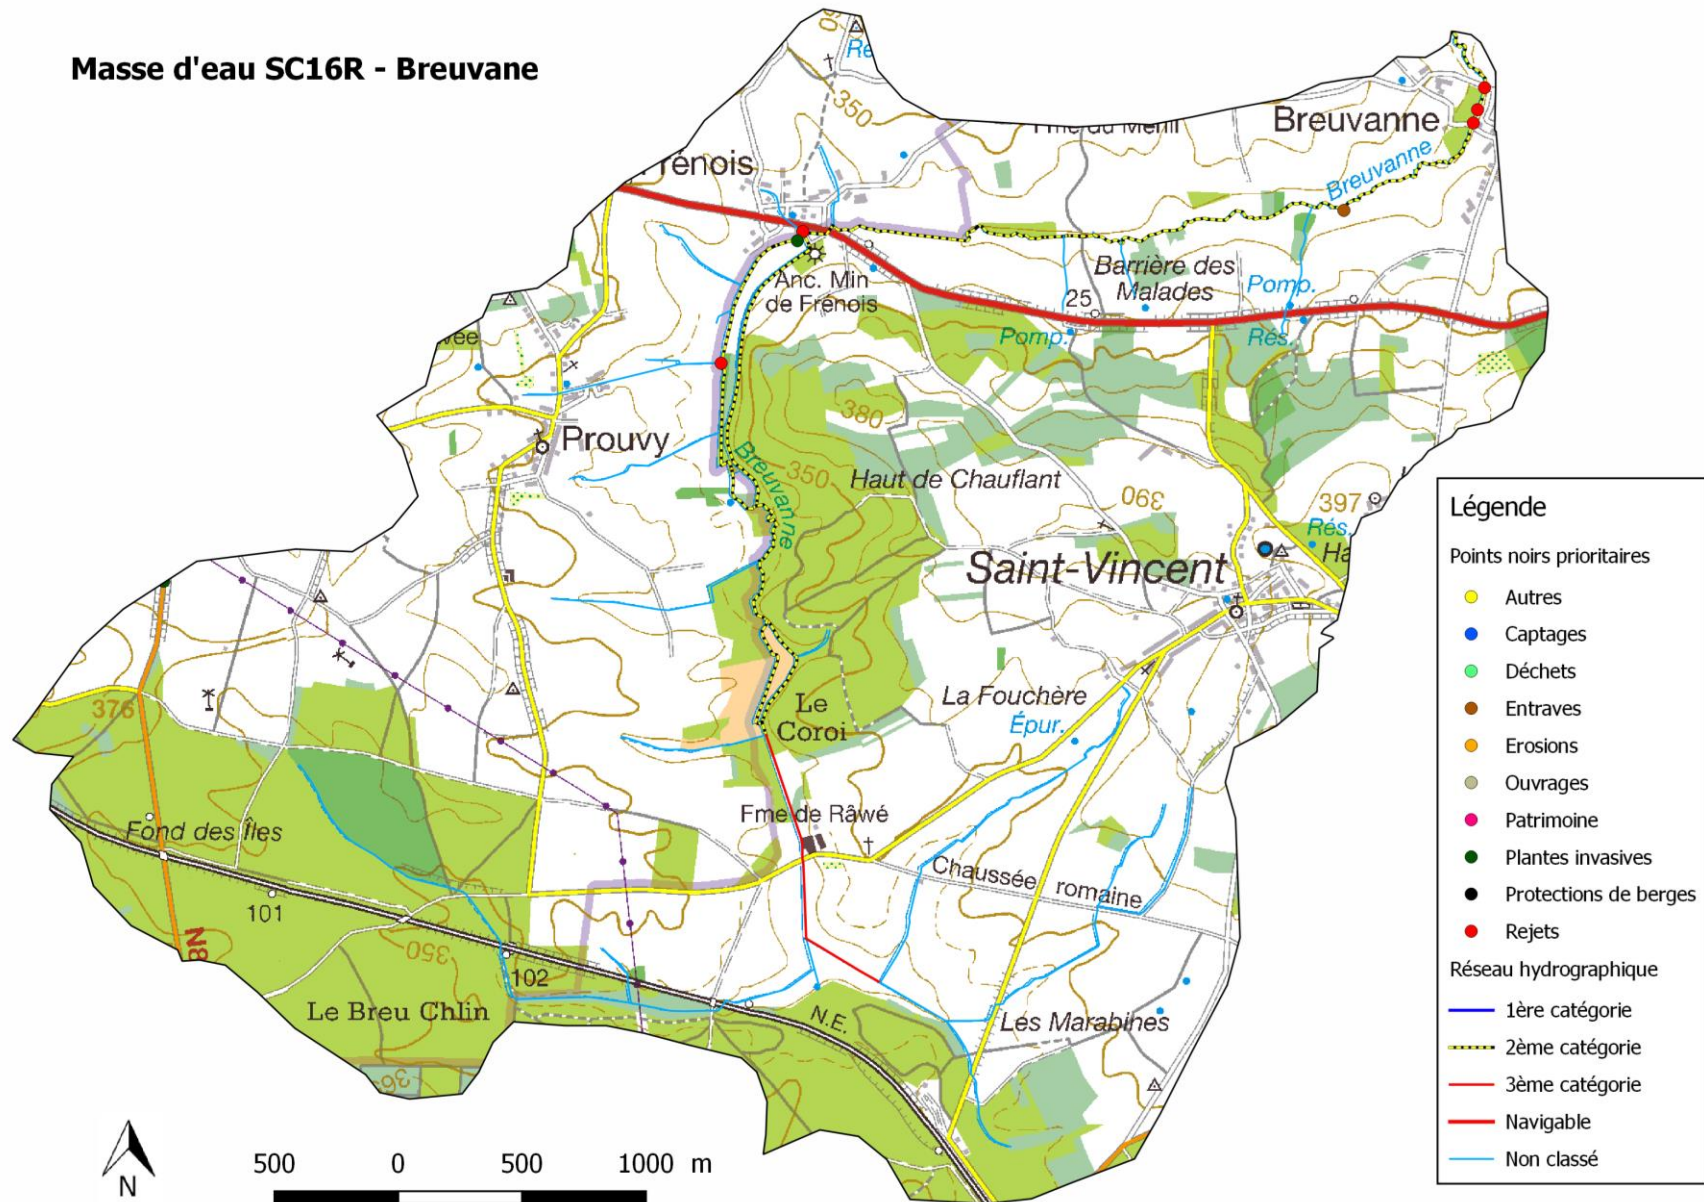 Masse d'eau SC16R - Breuvane
350
Breuvanne
Frénois
Breuvanne
Anc. Min
de Frénois
Barrière des
Malades
25
Pomp.
Pomp.
Rés.
380
Prouvy
Breuvanne
350
Haut de Chauflant
390
397
Rés.
Ha
Saint-Vincent
376
La Fouchère
Épur.
Le
Coroi
Fme de Râwé
Fond des Îles
Chaussée romaine
101
N8
350
102
Le Breu Chlin
N.E.
Les Marabines
N
500 0 500 1000 m
Légende
Points noirs prioritaires
Autres
Captages
Déchets
Entraves
Erosions
Ouvrages
Patrimoine
Plantes invasives
Protections de berges
Rejets
Réseau hydrographique
1ère catégorie
2ème catégorie
3ème catégorie
Navigable
Non classé